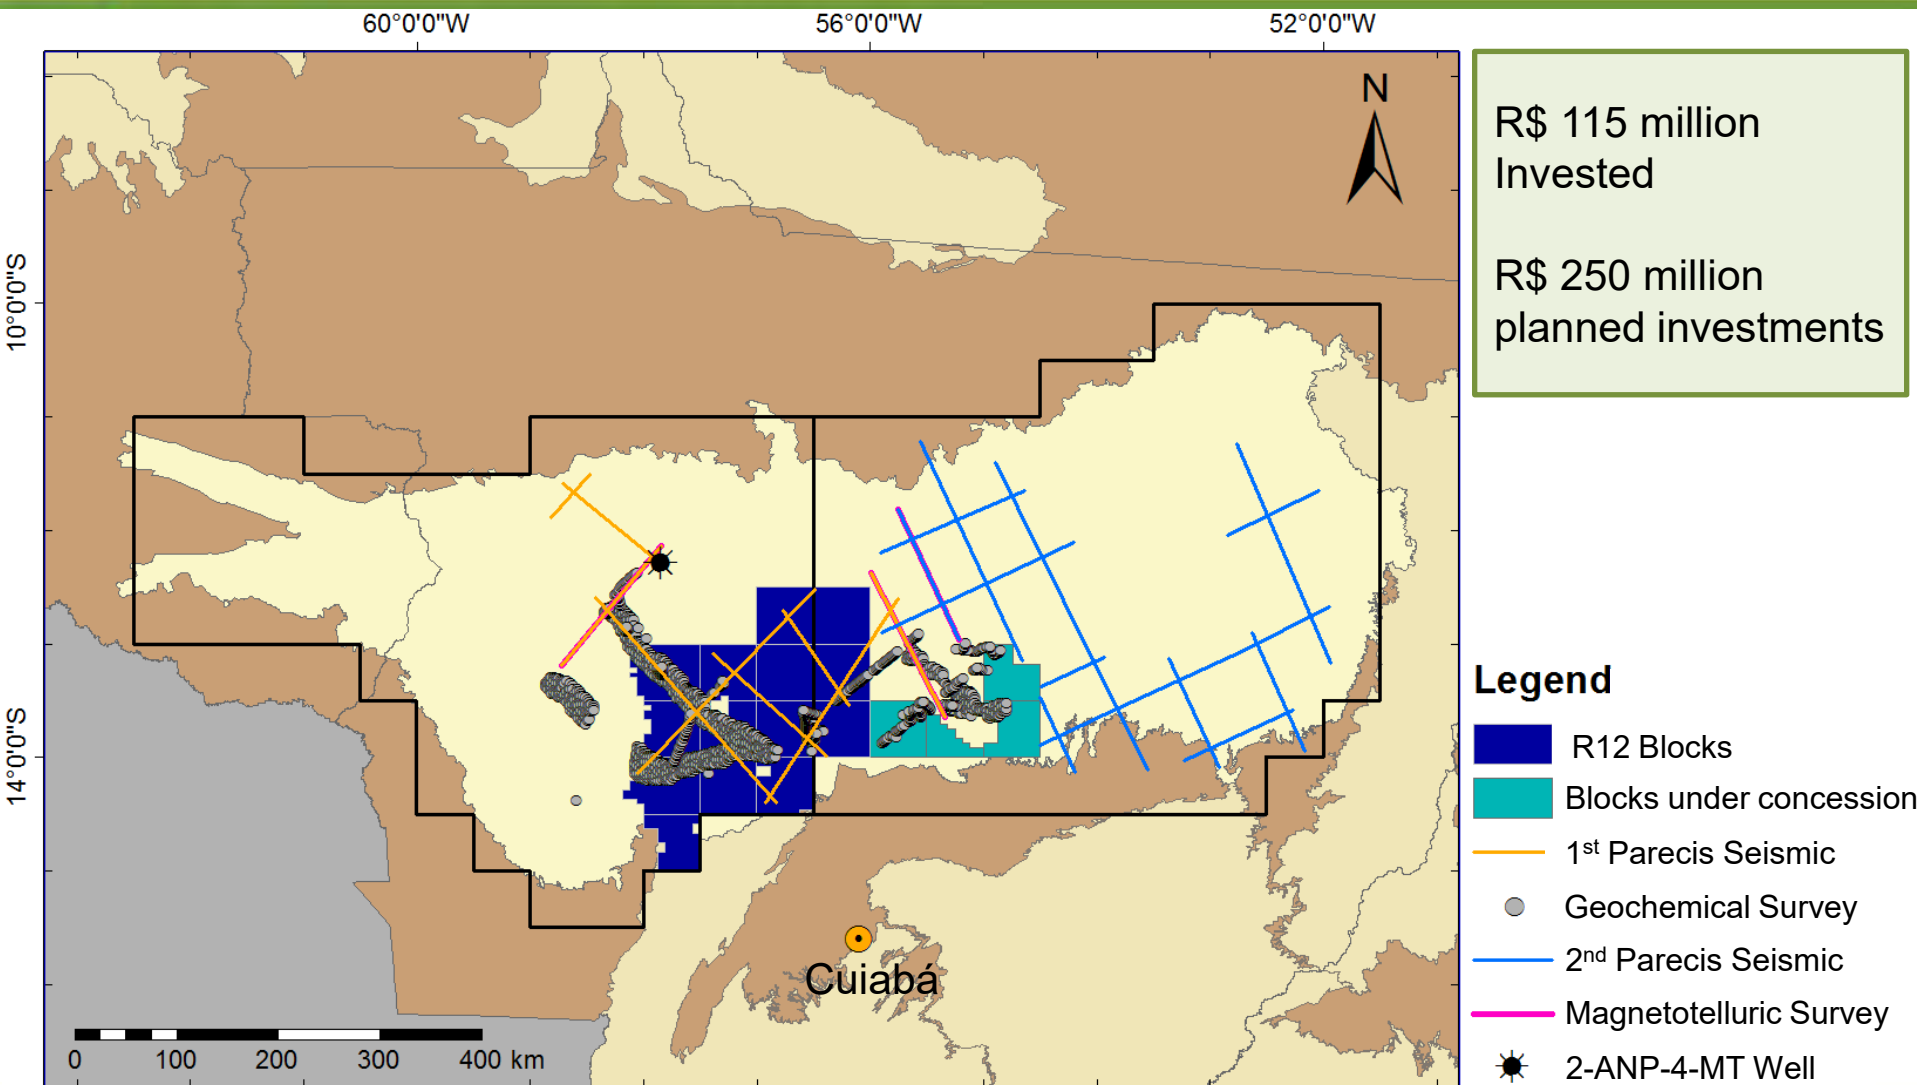 60°0'0"W
56°0'0"W
52°0'0"W
N
10°0'0"S
14°0'0"S
Cuiabá
0 100 200 300 400 km
R$ 115 million
Invested
R$ 250 million
planned investments
Legend
R12 Blocks
Blocks under concession
1st Parecis Seismic
Geochemical Survey
2nd Parecis Seismic
Magnetotelluric Survey
2-ANP-4-MT Well